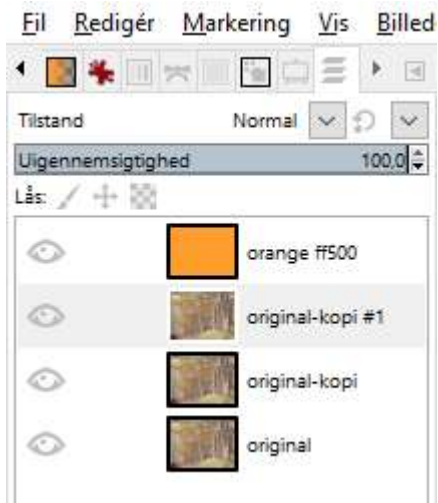 Fil Redigér Markering Vis Billed
Tilstand Normal
Uigennemsigtighed 100,0
Lås:
orange ff500
original-kopi #1
original-kopi
original